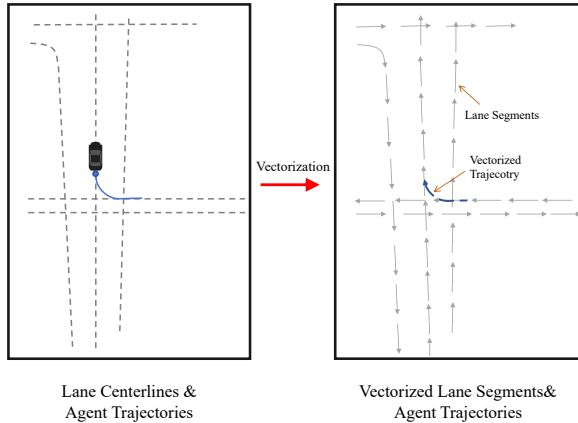 Lane Segments
Vectorization
Vectorized
Trajecotry
Lane Centerlines &
Agent Trajectories
Vectorized Lane Segments&
Agent Trajectories